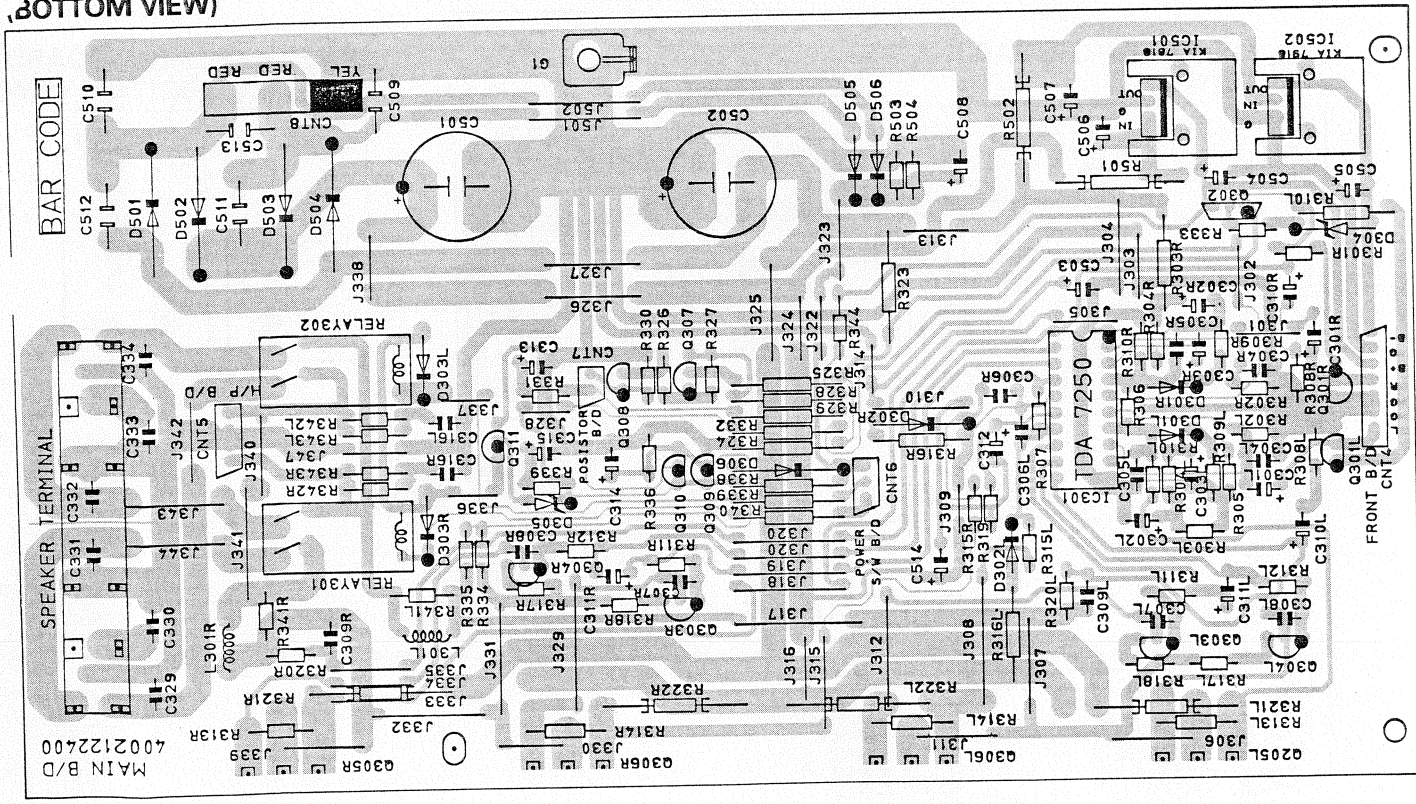 (BOTTOM VIEW)
BAR CODE
C510
RED
RED
YEL
CNT8
C513
C509
G1
J502
J501
C501
C502
D505
D506
R503
R504
C508
R502
C507
C506
IC501
KIA 7818
OUT
G
IN
IC502
KIA 7918
OUT
IN
G
R501
C504
C505
Q302
R310L
C512
D501
D502
C511
D503
D504
J338
J327
J326
J323
J313
J304
J303
R333
R303R
D304
R301R
C503
J305
R304R
C302R
J302
C310R
R323
J325
J324
J322
R344
J314
RELAY302
H/P B/D
D303L
C313
CNT7
R331
R330
R326
Q307
R327
R325
R328
R329
R332
R324
D306
R338
R339
R340
C306R
J310
D302R
R316R
C312
C306L
R307
TDA 7250
IC301
R310R
C305R
R309R
J301
C304R
C303R
D301R
R302R
R306
D301L
R309L
R302L
C304L
C305L
R305
R308R
C301R
Q301R
R308L
Q301L
CNT4
FRONT B/D
SPEAKER TERMINAL
C334
C333
C332
C331
C330
C329
J342
CNT5
J340
R342L
R343L
J347
R343R
R342R
J337
C316L
C316R
J328
Q311
C315
POSISTOR B/D
Q308
R339
C314
R336
Q310
Q309
CNT6
POWER S/W B/D
J309
J343
J344
J341
RELAY301
D303R
J336
D305
C308R
R312R
Q304R
R311R
J320
J320
J319
J318
J317
C514
R315R
R319
D302L
R315L
C302L
R303L
C310L
R335
R334
R341L
R317R
C311R
R318R
C307R
Q303R
R320L
C309L
R311L
C307L
C311L
R312L
C308L
L301R
R341R
R320R
C309R
L301L
J335
J334
J333
J331
J329
J316
J315
J312
J308
R316L
J307
Q303L
R318L
R317L
Q304L
R321R
J332
R322R
R322L
R321L
R313R
J339
Q305R
R314R
J330
Q306R
R314L
J311
Q306L
R313L
J306
Q205L
4002122400
MAIN B/D